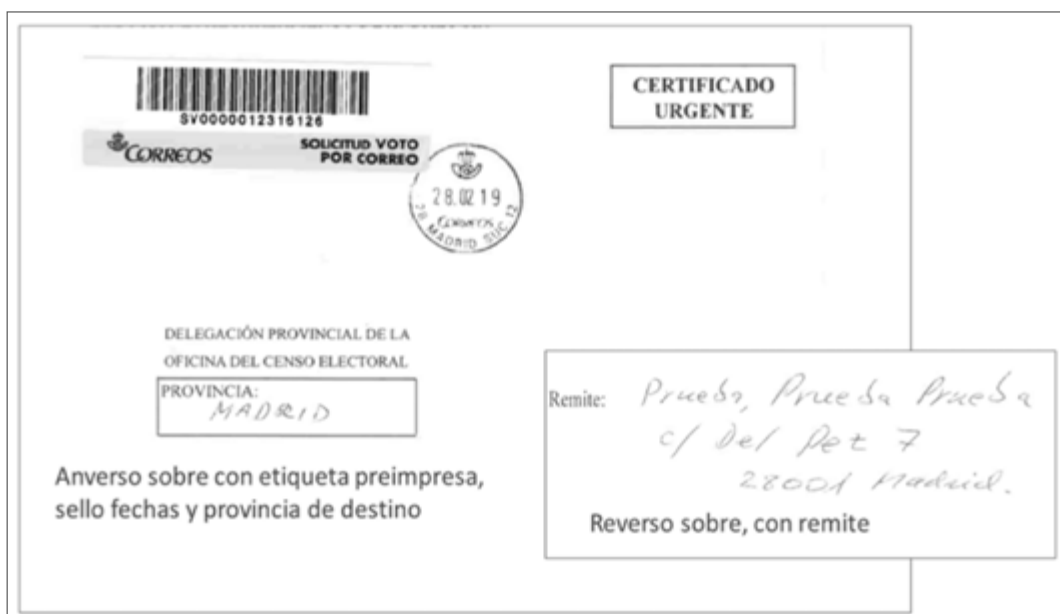 SV0000012316126
CORREOS
SOLICITUD VOTO
POR CORREO
CERTIFICADO
URGENTE
28.02.19
CORREOS
28 MADRID SUC 12
DELEGACIÓN PROVINCIAL DE LA
OFICINA DEL CENSO ELECTORAL
PROVINCIA:
MADRID
Anverso sobre con etiqueta preimpresa,
sello fechas y provincia de destino
Remite: Prueba, Prueba Prueba
c/ Del Pez 7
28001 Madrid.
Reverso sobre, con remite